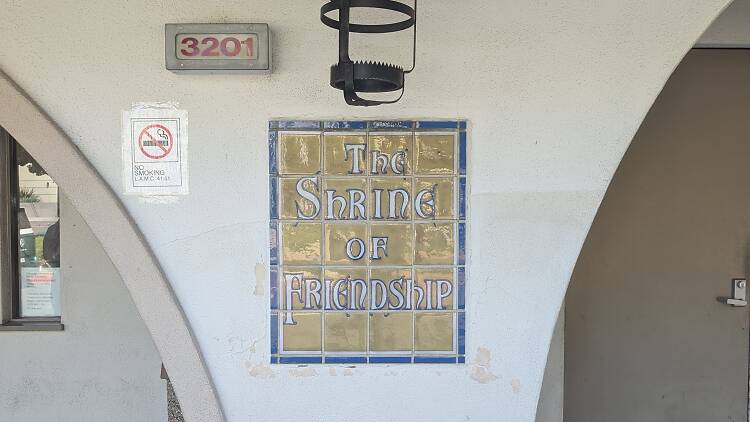 3201
NO
SMOKING
L.A.M.C. 41.51
The
Shrine
of
Friendship